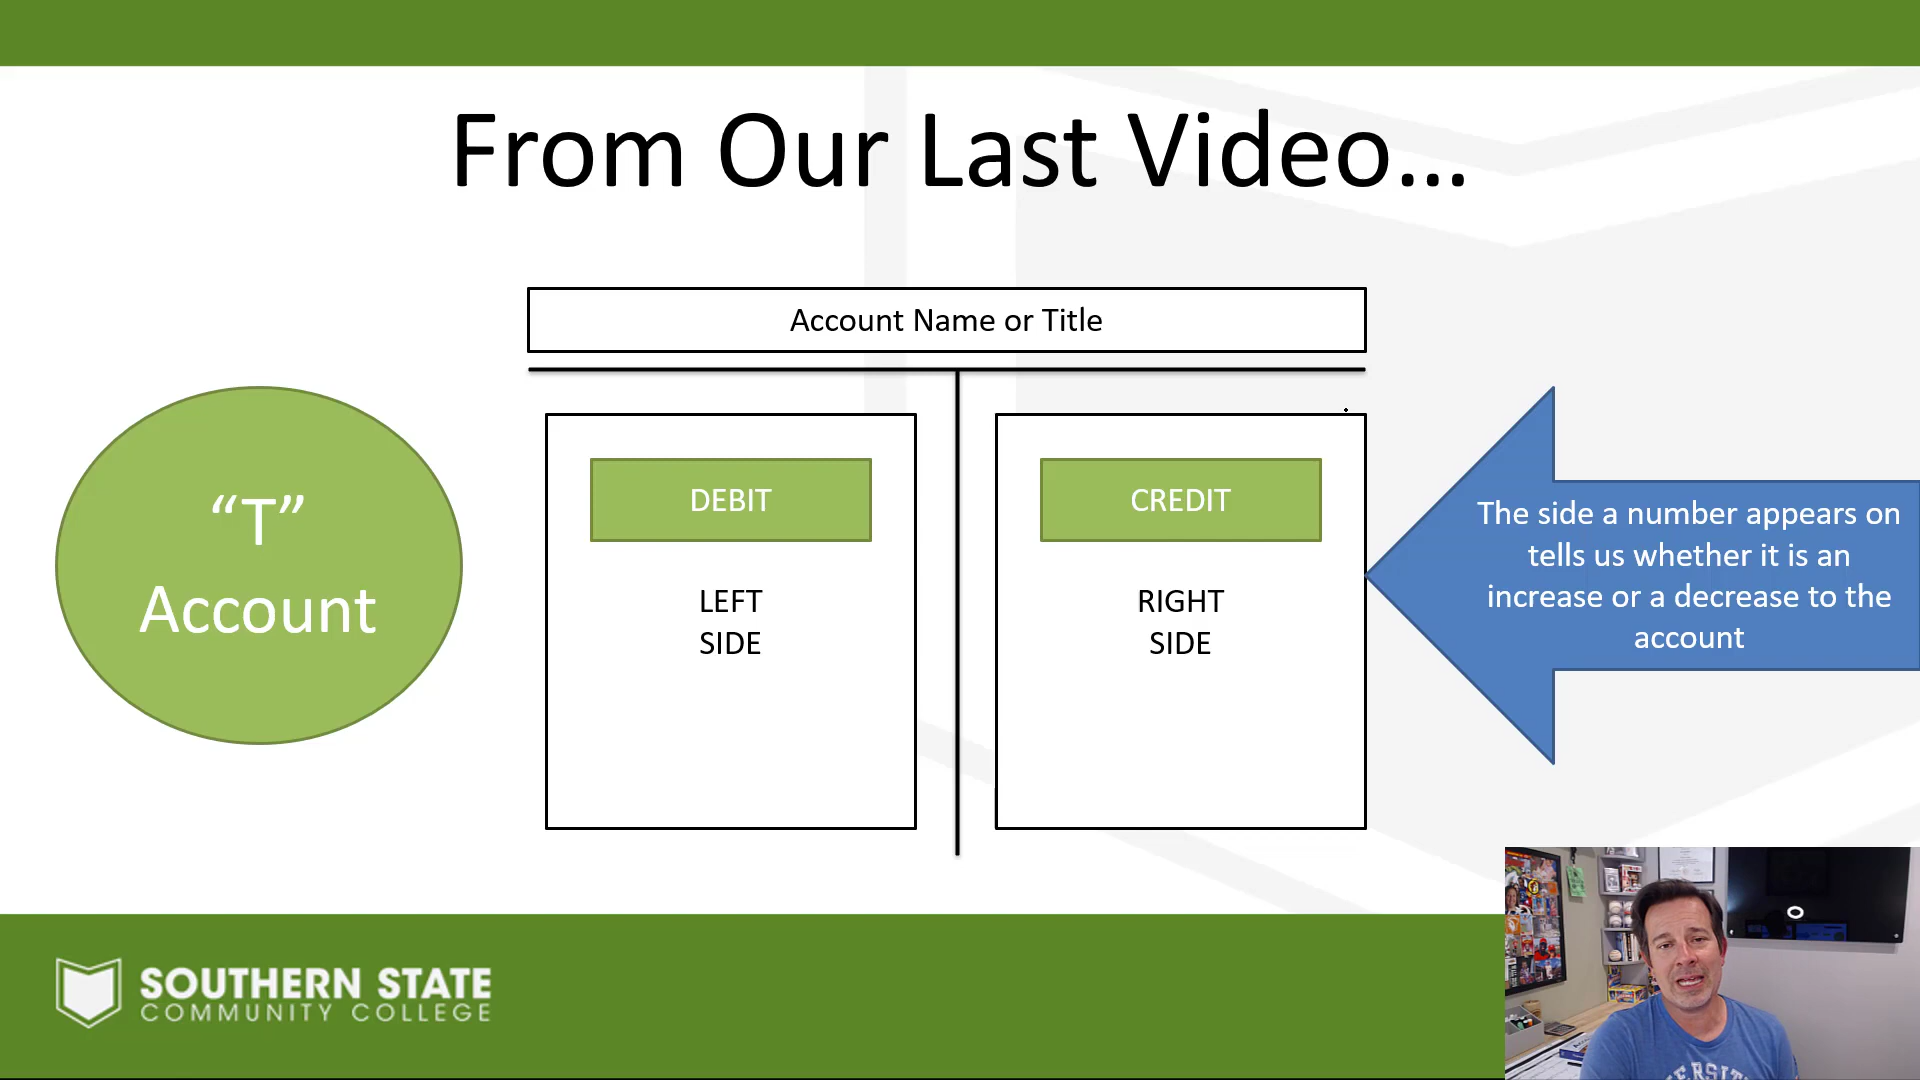 From Our Last Video...
Account Name or Title
“T”
Account
DEBIT
LEFT
SIDE
CREDIT
RIGHT
SIDE
The side a number appears on
tells us whether it is an
increase or a decrease to the
account
SOUTHERN STATE
COMMUNITY COLLEGE